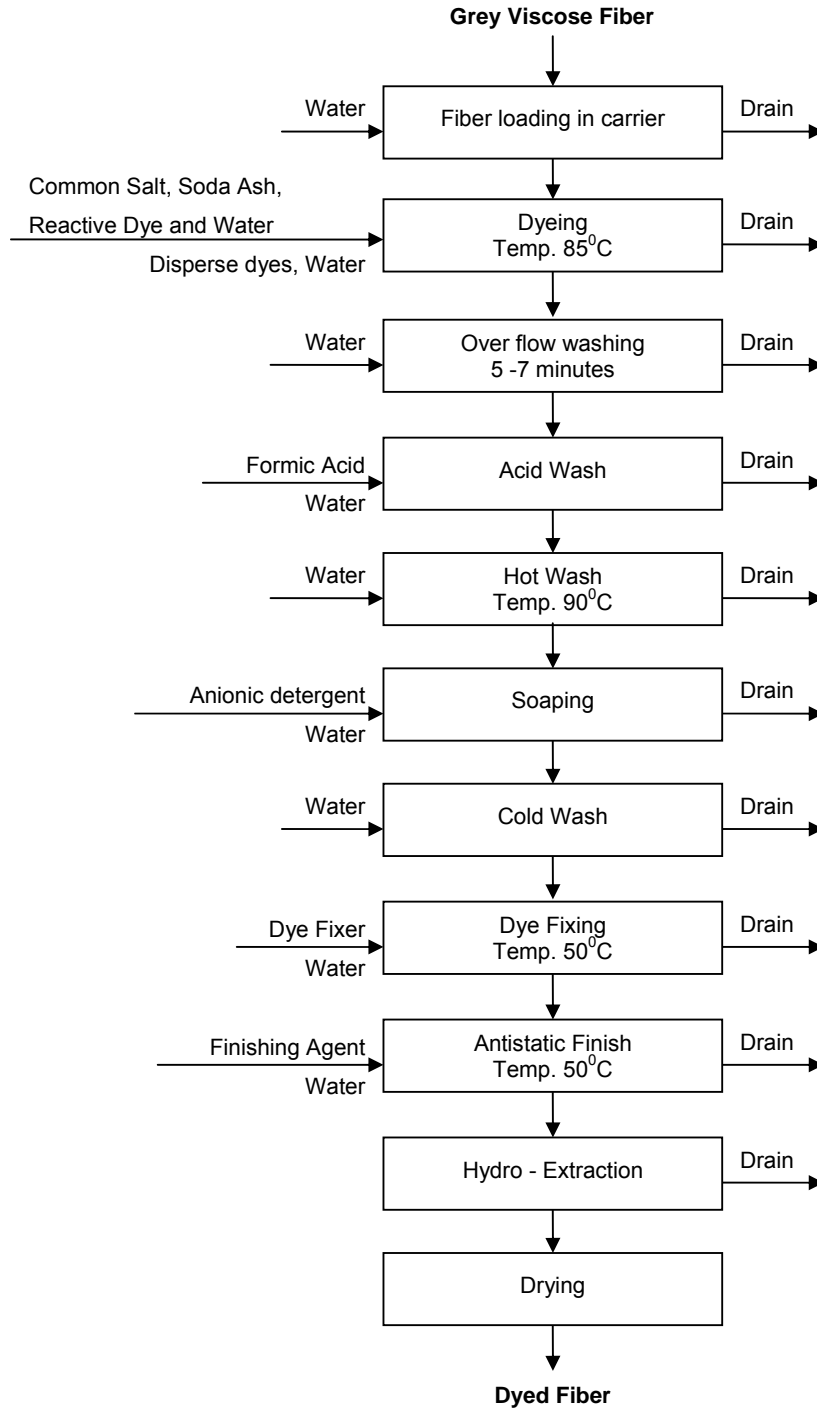 Grey Viscose Fiber
Water
Fiber loading in carrier
Drain
Common Salt, Soda Ash,
Reactive Dye and Water
Disperse dyes, Water
Dyeing
Temp. 85⁰C
Drain
Water
Over flow washing
5 -7 minutes
Drain
Formic Acid
Water
Acid Wash
Drain
Water
Hot Wash
Temp. 90⁰C
Drain
Anionic detergent
Water
Soaping
Drain
Water
Cold Wash
Drain
Dye Fixer
Water
Dye Fixing
Temp. 50⁰C
Drain
Finishing Agent
Water
Antistatic Finish
Temp. 50⁰C
Drain
Hydro - Extraction
Drain
Drying
Dyed Fiber